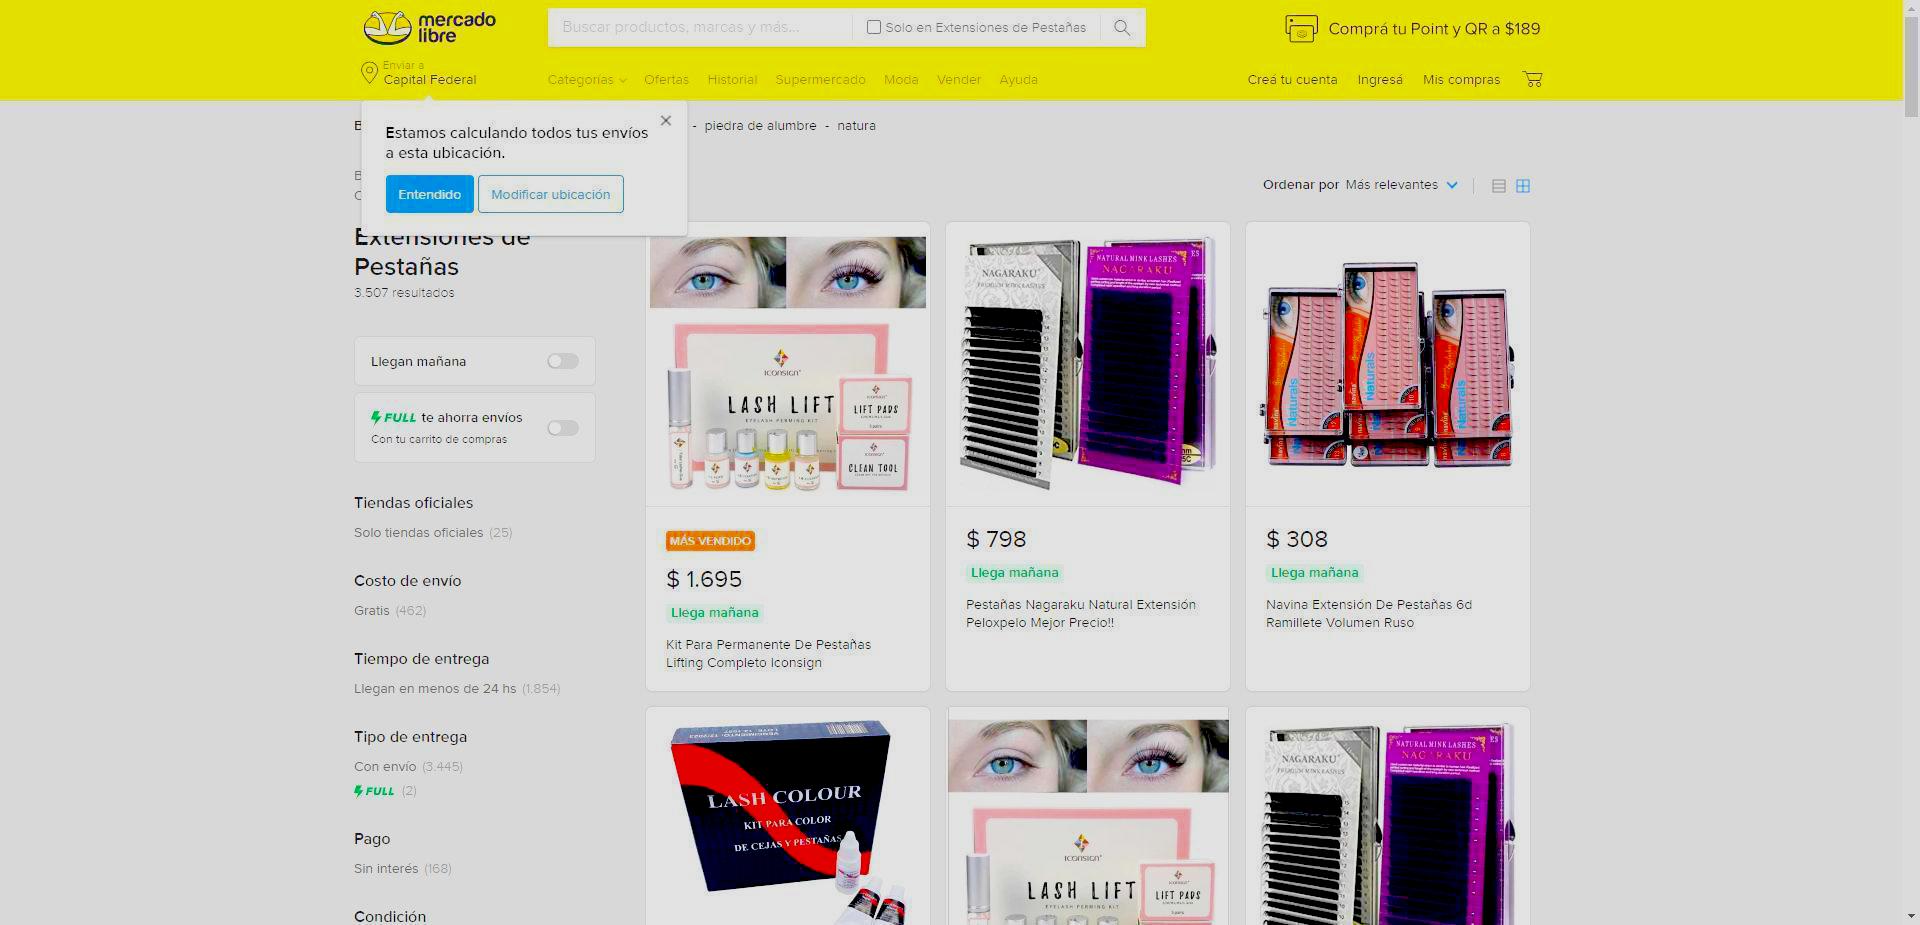 mercado
libre
Buscar productos, marcas y más...
Solo en Extensiones de Pestañas
Comprá tu Point y QR a $189
Enviar a
Capital Federal
Categorías
Ofertas
Historial
Supermercado
Moda
Vender
Ayuda
Creá tu cuenta
Ingresá
Mis compras
Estamos calculando todos tus envíos
a esta ubicación.
Entendido
Modificar ubicación
- piedra de alumbre - natura
Ordenar por Más relevantes
Extensiones de
Pestañas
3.507 resultados
Llegan mañana
FULL te ahorra envíos
Con tu carrito de compras
Tiendas oficiales
Solo tiendas oficiales (25)
Costo de envío
Gratis (462)
Tiempo de entrega
Llegan en menos de 24 hs (1.854)
Tipo de entrega
Con envío (3.445)
FULL (2)
Pago
Sin interés (168)
Condición
ICONSIGN
LASH LIFT
EYELASH PERMING KIT
LIFT PADS
CLEAN TOOL
MÁS VENDIDO
$ 1.695
Llega mañana
Kit Para Permanente De Pestañas
Lifting Completo Iconsign
NAGARAKU
PREMIUM MINK LASHES
NATURAL MINK LASHES
NAGARAKU
$ 798
Llega mañana
Pestañas Nagaraku Natural Extensión
Peloxpelo Mejor Precio!!
Naturals
Naturals
Naturals
$ 308
Llega mañana
Navina Extensión De Pestañas 6d
Ramillete Volumen Ruso
LASH COLOUR
KIT PARA COLOR
DE CEJAS Y PESTAÑAS
ICONSIGN
LASH LIFT
EYELASH PERMING KIT
LIFT PADS
NAGARAKU
PREMIUM MINK LASHES
NATURAL MINK LASHES
NAGARAKU